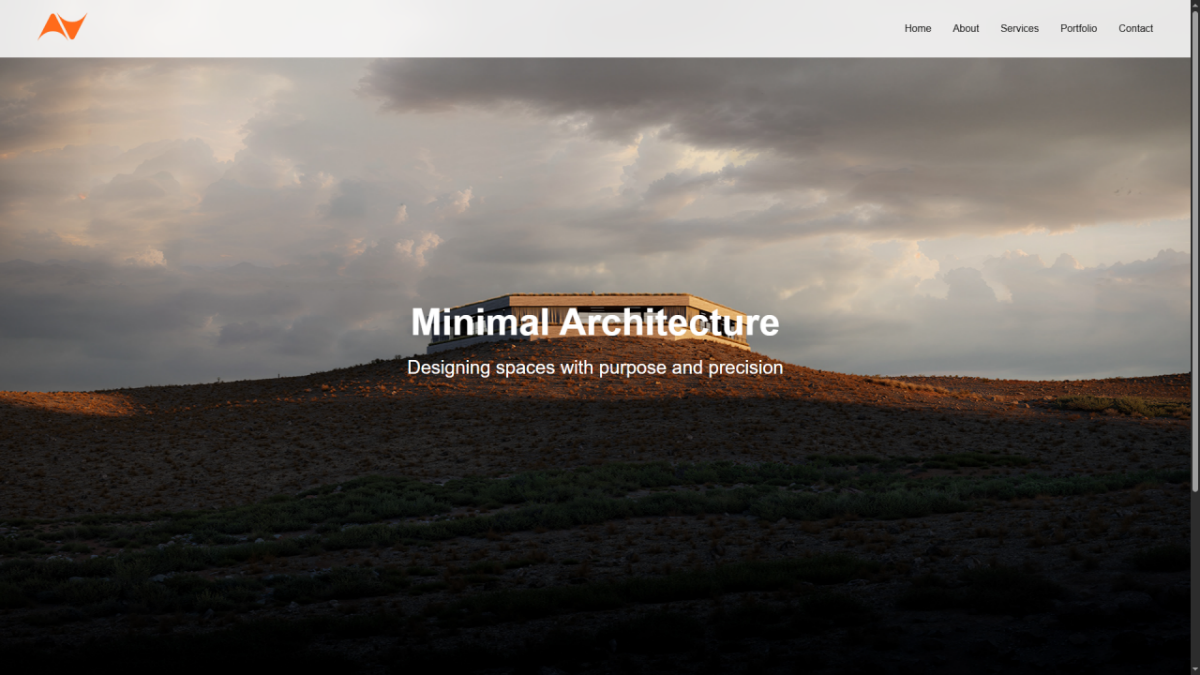 Home About Services Portfolio Contact
Minimal Architecture
Designing spaces with purpose and precision